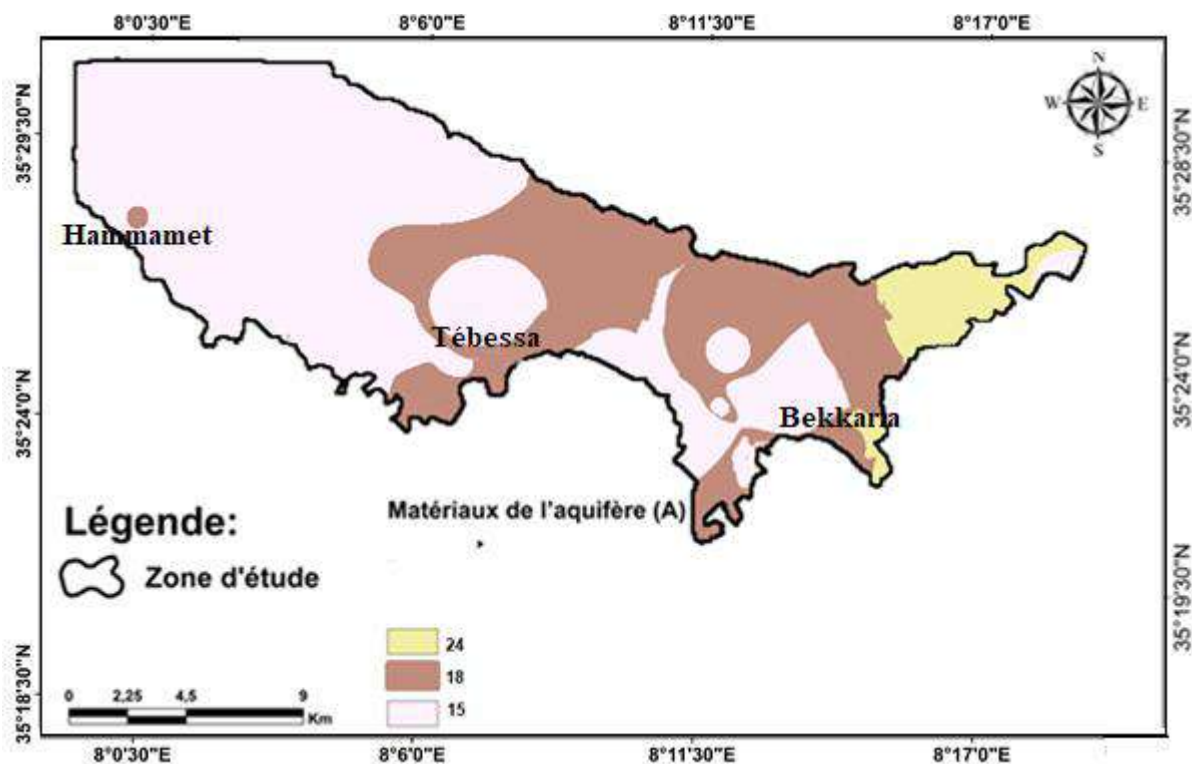 8°0'30"E 8°6'0"E 8°11'30"E 8°17'0"E
N
W E
S
35°29'30"N
35°28'30"N
Hammamet
Tébessa
Bekkaria
35°24'0"N
35°24'0"N
Légende:
Zone d'étude
Matériaux de l'aquifère (A)
24
18
15
0 2,25 4,5 9
Km
35°18'30"N
35°19'30"N
8°0'30"E 8°6'0"E 8°11'30"E 8°17'0"E